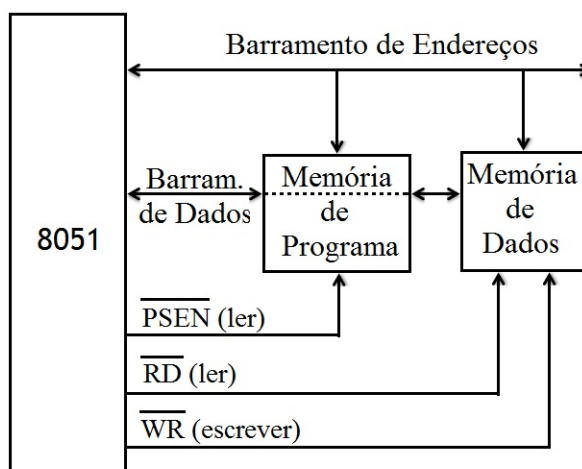 Barramento de Endereços
8051
Barram.
de Dados
Memória
de
Programa
Memória
de
Dados
PSEN (ler)
RD (ler)
WR (escrever)